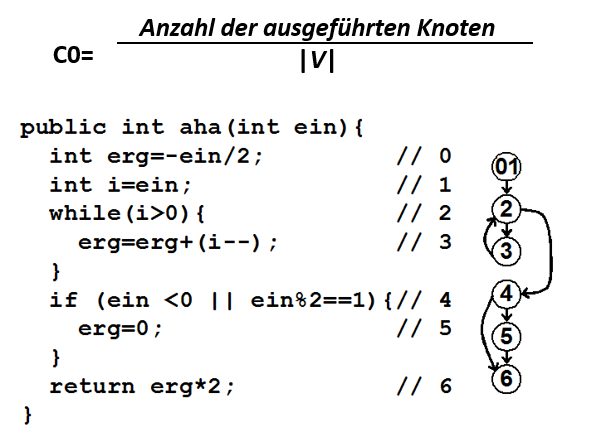 Anzahl der ausgeführten Knoten
C0=
|V|
public int aha(int ein){
int erg=-ein/2; // 0
int i=ein; // 1
while(i>0){ // 2
erg=erg+(i--); // 3
}
if (ein <0 || ein%2==1){// 4
erg=0; // 5
}
return erg*2; // 6
}
01
2
3
4
5
6